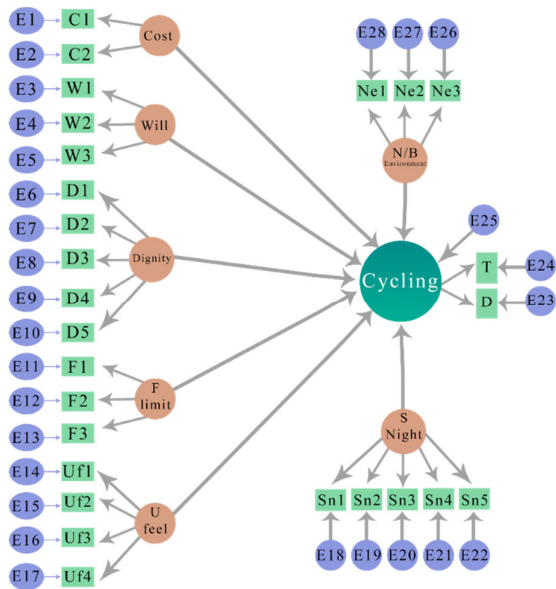 E1 C1
Cost
E2 C2
E3 W1
E4 W2
Will
E5 W3
E6 D1
E7 D2
E8 D3
Dignity
E9 D4
E10 D5
E11 F1
E12 F2
F
limit
E13 F3
E14 Uf1
E15 Uf2
U
feel
E16 Uf3
E17 Uf4
E28 E27 E26
Ne1 Ne2 Ne3
N/B
Environment
E25
Cycling
T E24
D E23
S
Night
Sn1 Sn2 Sn3 Sn4 Sn5
E18 E19 E20 E21 E22